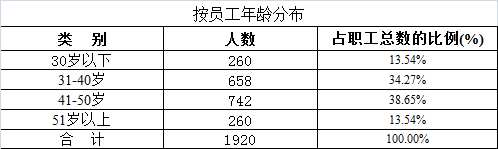 按员工年龄分布
类 别 人数 占职工总数的比例(%)
30岁以下 260 13.54%
31-40岁 658 34.27%
41-50岁 742 38.65%
51岁以上 260 13.54%
合 计 1920 100.00%